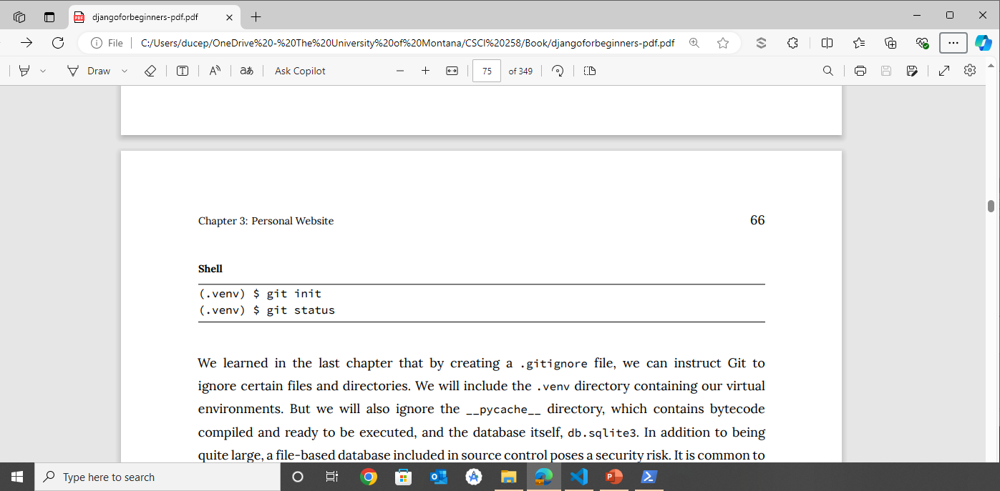 djangoforbeginners-pdf.pdf
File
C:/Users/ducep/OneDrive%20-%20The%20University%20of%20Montana/CSCI%20258/Book/djangoforbeginners-pdf.pdf
Draw
aあ
Ask Copilot
75 of 349
Chapter 3: Personal Website
66
Shell
(.venv) $ git init
(.venv) $ git status
We learned in the last chapter that by creating a .gitignore file, we can instruct Git to
ignore certain files and directories. We will include the .venv directory containing our virtual
environments. But we will also ignore the __pycache__ directory, which contains bytecode
compiled and ready to be executed, and the database itself, db.sqlite3. In addition to being
quite large, a file-based database included in source control poses a security risk. It is common to
Type here to search